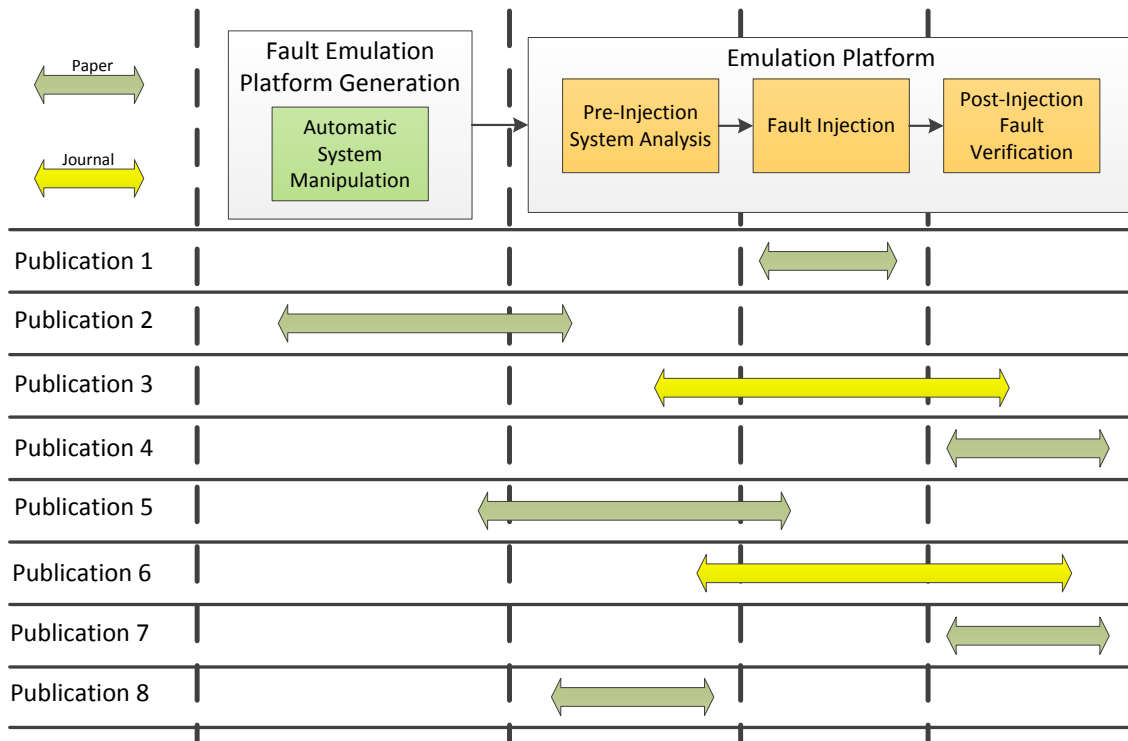 Paper
Journal
Fault Emulation
Platform Generation
Automatic
System
Manipulation
Emulation Platform
Pre-Injection
System Analysis
Fault Injection
Post-Injection
Fault
Verification
Publication 1
Publication 2
Publication 3
Publication 4
Publication 5
Publication 6
Publication 7
Publication 8